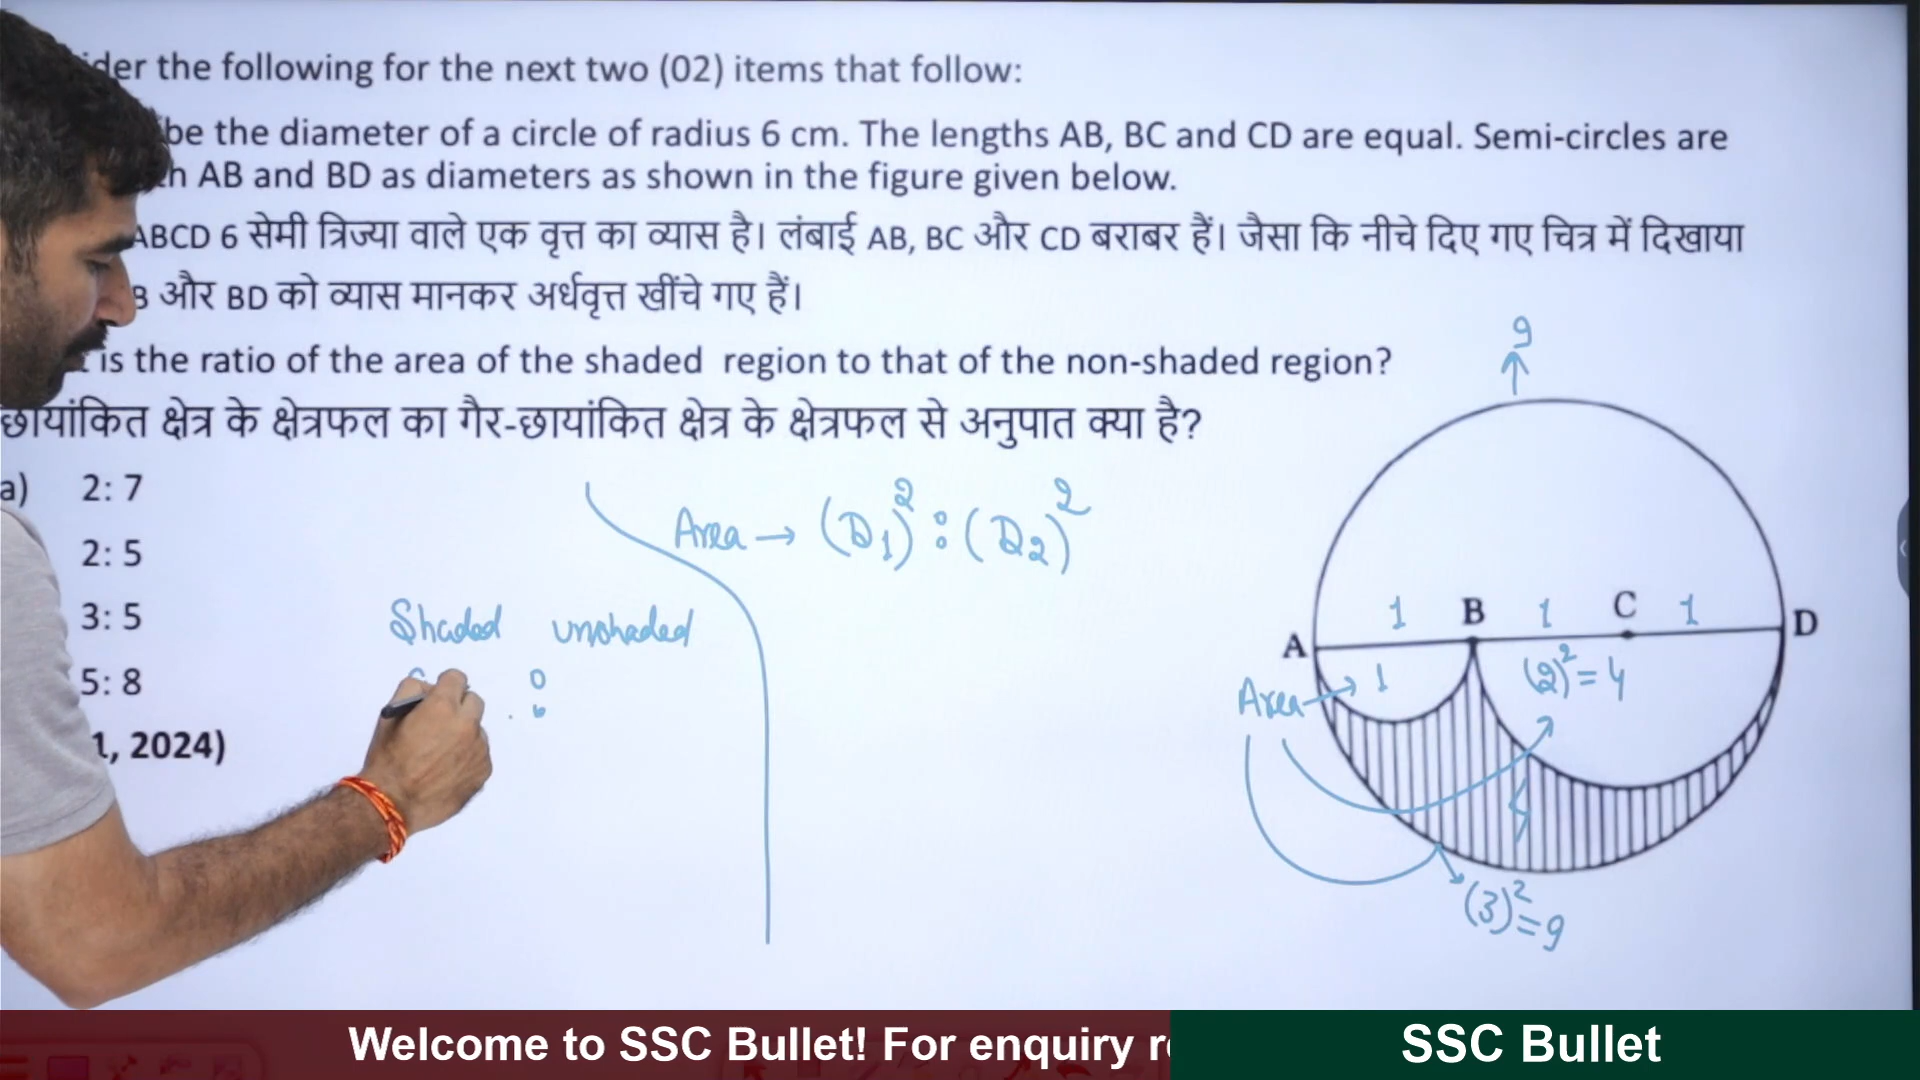 der the following for the next two (02) items that follow:
be the diameter of a circle of radius 6 cm. The lengths AB, BC and CD are equal. Semi-circles are
AB and BD as diameters as shown in the figure given below.
ABCD 6 सेमी त्रिज्या वाले एक वृत्त का व्यास है। लंबाई AB, BC और CD बराबर हैं। जैसा कि नीचे दिए गए चित्र में दिखाया
B और BD को व्यास मानकर अर्धवृत्त खींचे गए हैं।
is the ratio of the area of the shaded region to that of the non-shaded region?
छायांकित क्षेत्र के क्षेत्रफल का गैर-छायांकित क्षेत्र के क्षेत्रफल से अनुपात क्या है?
a) 2: 7
2: 5
3: 5
5: 8
1, 2024)
Area → (D1)² : (D2)²
Shaded unshaded
:
9
A 1 B 1 C 1 D
Area → 1 (2)² = 4
4
(3)² = 9
Welcome to SSC Bullet! For enquiry r
SSC Bullet